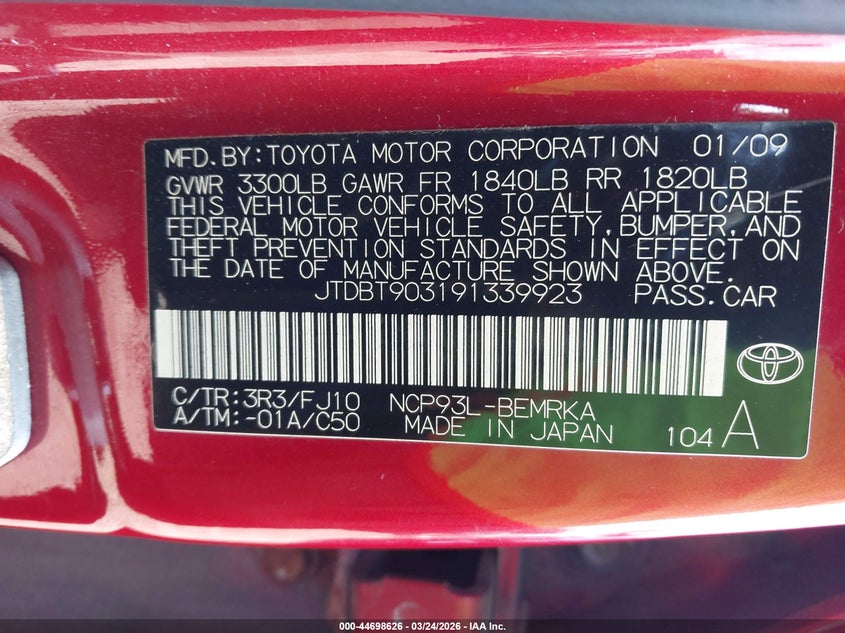 MFD.BY:TOYOTA MOTOR CORPORATION 01/09
GVWR 3300LB GAWR FR 1840LB RR 1820LB
THIS VEHICLE CONFORMS TO ALL APPLICABLE
FEDERAL MOTOR VEHICLE SAFETY,BUMPER,AND
THEFT PREVENTION STANDARDS IN EFFECT ON
THE DATE OF MANUFACTURE SHOWN ABOVE.
JTDBT903191339923 PASS.CAR
C/TR:3R3/FJ10 NCP93L-BEMRKA
A/TM:-01A/C50 MADE IN JAPAN 104 A
000-44698626 | 03/24/2026 | IAA Inc.